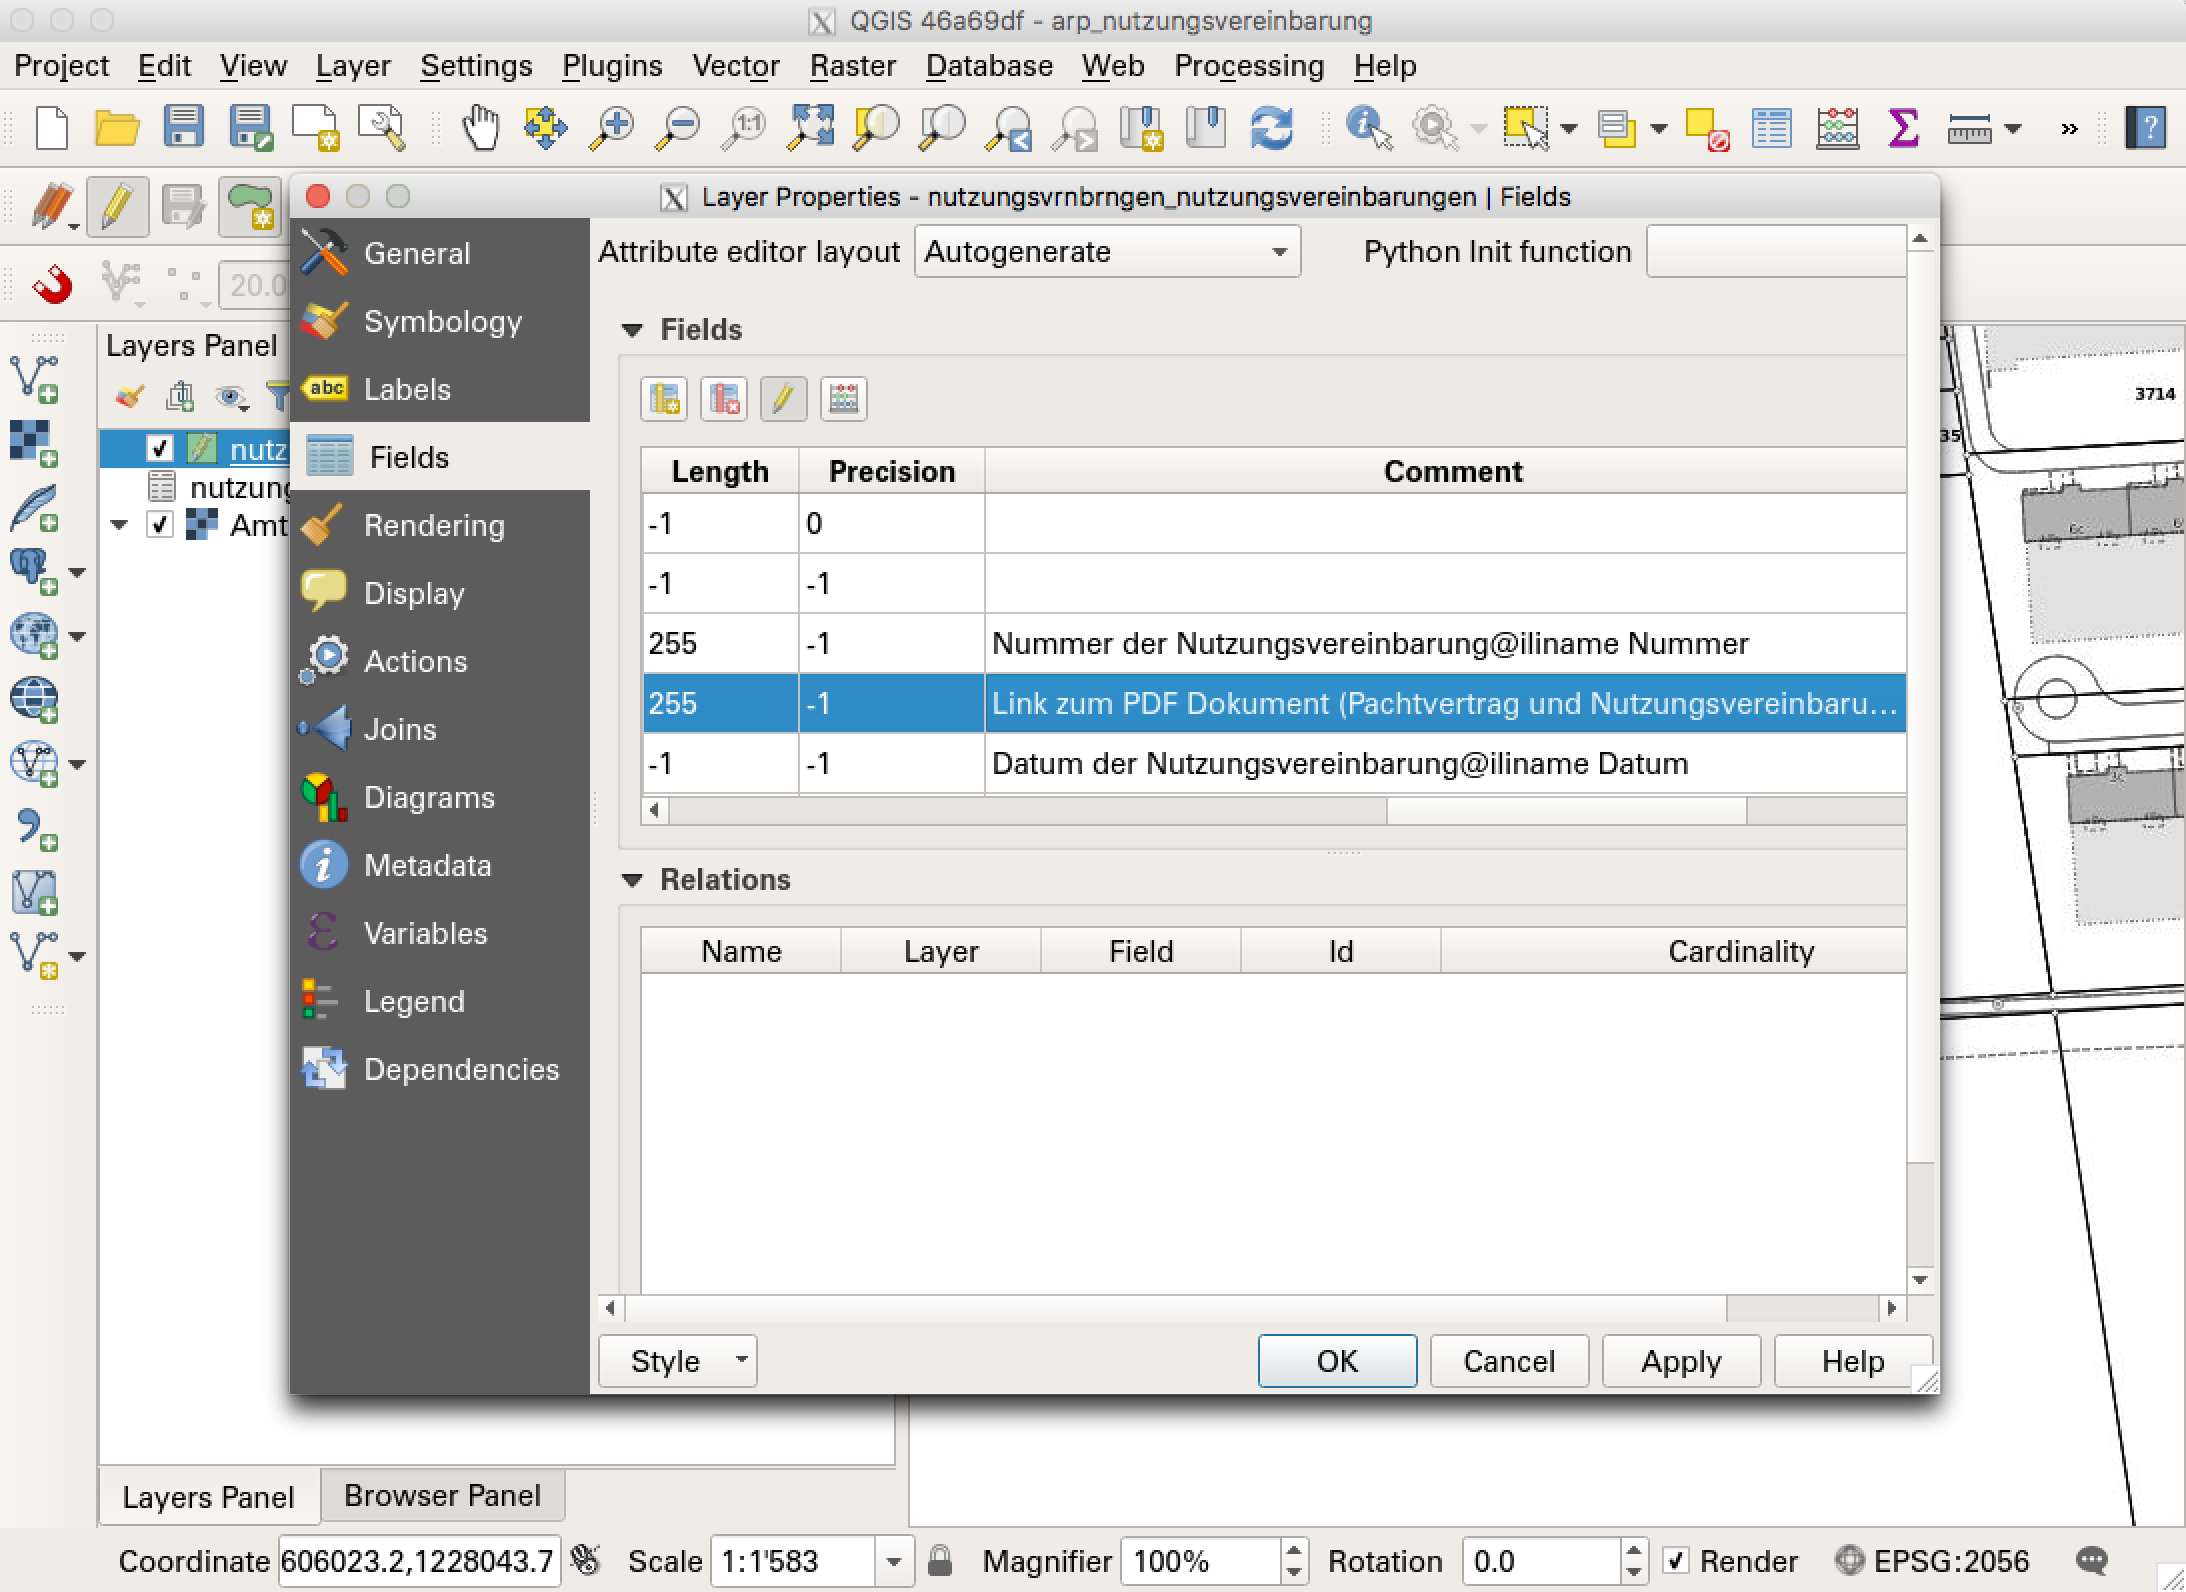 QGIS 46a69df - arp_nutzungsvereinbarung
Project Edit View Layer Settings Plugins Vector Raster Database Web Processing Help
1:1
Layer Properties - nutzungsvrnbrngen_nutzungsvereinbarungen | Fields
20.0
Layers Panel
nutz
nutzung
Amt
General
Symbology
abc Labels
Fields
Rendering
Display
Actions
Joins
Diagrams
Metadata
Variables
Legend
Dependencies
Attribute editor layout Autogenerate Python Init function
Fields
Length Precision Comment
-1 0
-1 -1
255 -1 Nummer der Nutzungsvereinbarung@iliname Nummer
255 -1 Link zum PDF Dokument (Pachtvertrag und Nutzungsvereinbaru...
-1 -1 Datum der Nutzungsvereinbarung@iliname Datum
Relations
Name Layer Field Id Cardinality
Style OK Cancel Apply Help
3714
35
Layers Panel Browser Panel
Coordinate 606023.2,1228043.7 Scale 1:1'583 Magnifier 100% Rotation 0.0 Render EPSG:2056